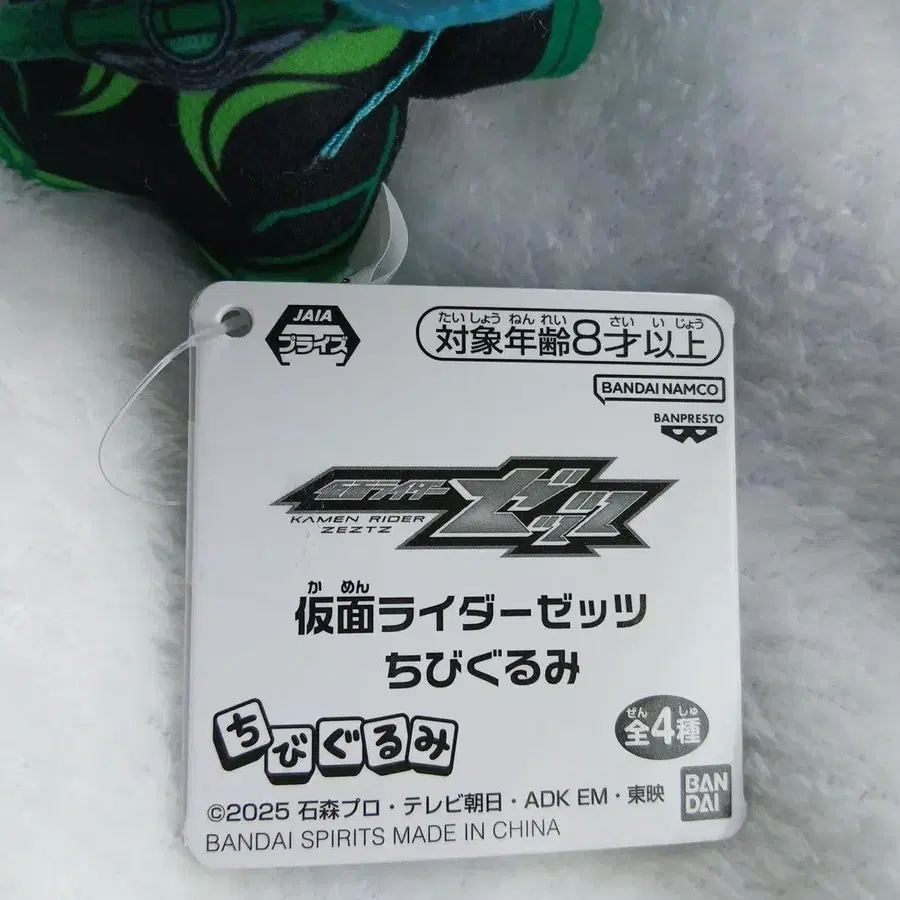 JAIA
プライズ
たいしょうねんれい さい いじょう
対象年齢8才以上
BANDAI NAMCO
BANPRESTO
仮面ライダー
ゼッツ
KAMEN RIDER
ZEZTZ
かめん
仮面ライダーゼッツ
ちびぐるみ
ちびぐるみ
ぜん しゅ
全4種
©2025 石森プロ・テレビ朝日・ADK EM・東映
BANDAI SPIRITS MADE IN CHINA
BAN
DAI